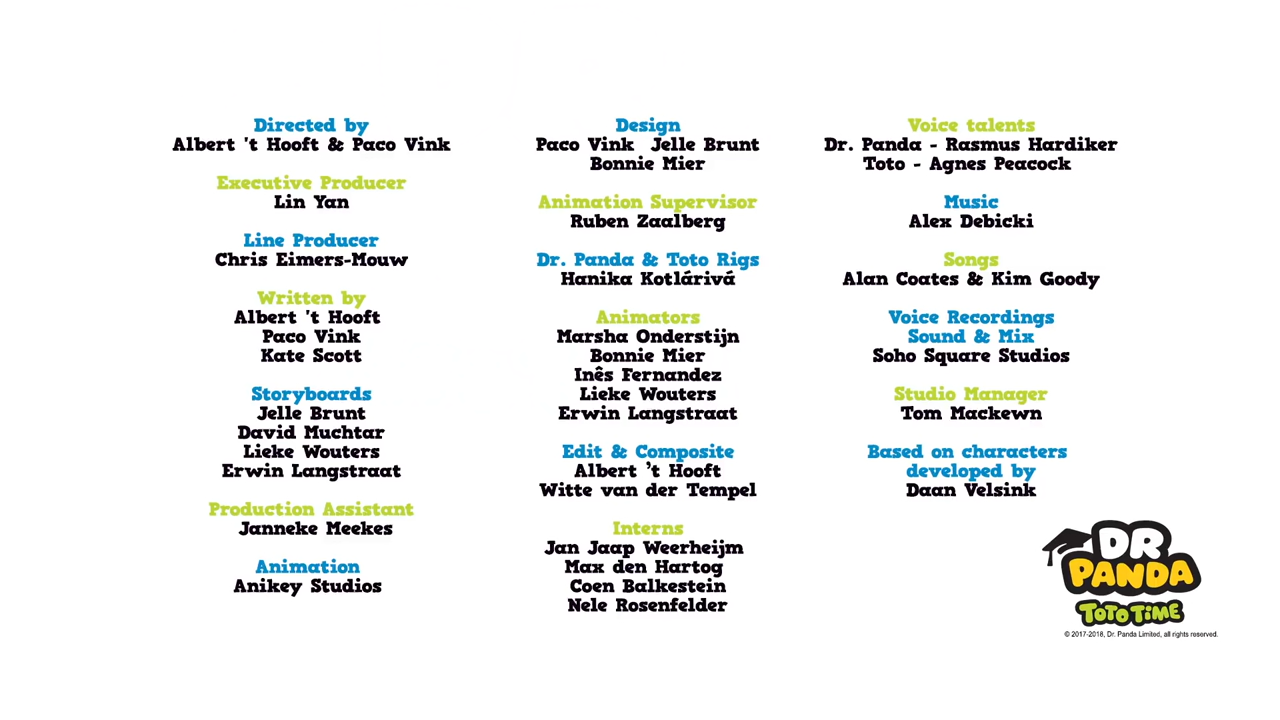 Directed by
Albert 't Hooft & Paco Vink
Executive Producer
Lin Yan
Line Producer
Chris Eimers-Mouw
Written by
Albert 't Hooft
Paco Vink
Kate Scott
Storyboards
Jelle Brunt
David Muchtar
Lieke Wouters
Erwin Langstraat
Production Assistant
Janneke Meekes
Animation
Anikey Studios
Design
Paco Vink Jelle Brunt
Bonnie Mier
Animation Supervisor
Ruben Zaalberg
Dr. Panda & Toto Rigs
Hanika Kotlárivá
Animators
Marsha Onderstijn
Bonnie Mier
Inês Fernandez
Lieke Wouters
Erwin Langstraat
Edit & Composite
Albert ’t Hooft
Witte van der Tempel
Interns
Jan Jaap Weerheijm
Max den Hartog
Coen Balkestein
Nele Rosenfelder
Voice talents
Dr. Panda - Rasmus Hardiker
Toto - Agnes Peacock
Music
Alex Debicki
Songs
Alan Coates & Kim Goody
Voice Recordings
Sound & Mix
Soho Square Studios
Studio Manager
Tom Mackewn
Based on characters
developed by
Daan Velsink
DR
PANDA
TOTO TIME
© 2017-2018, Dr. Panda Limited, all rights reserved.